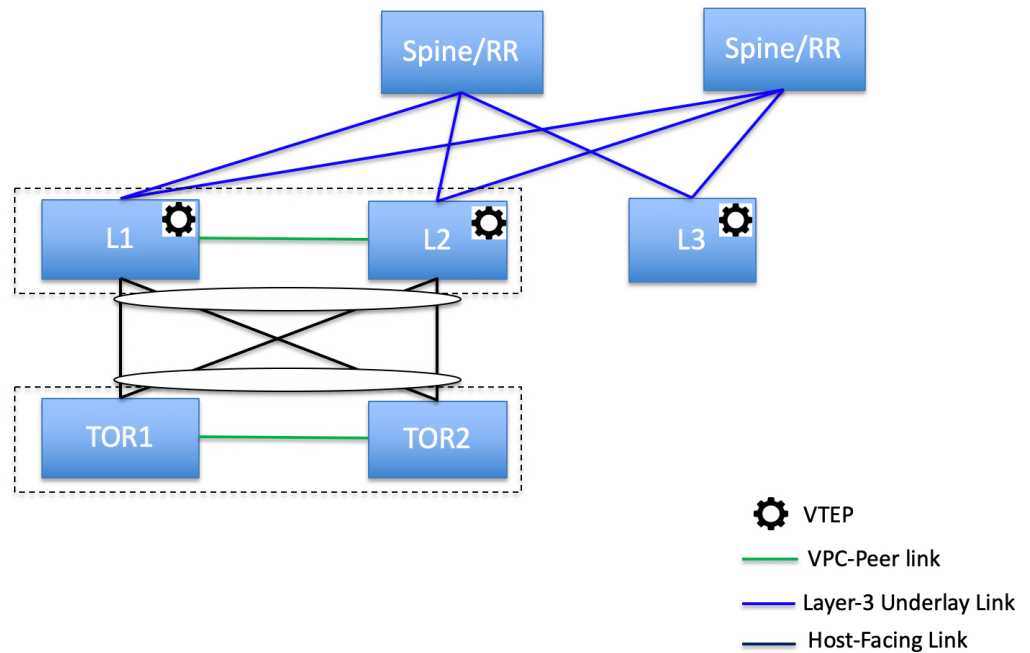 Spine/RR
Spine/RR
L1
L2
L3
TOR1
TOR2
VTEP
VPC-Peer link
Layer-3 Underlay Link
Host-Facing Link